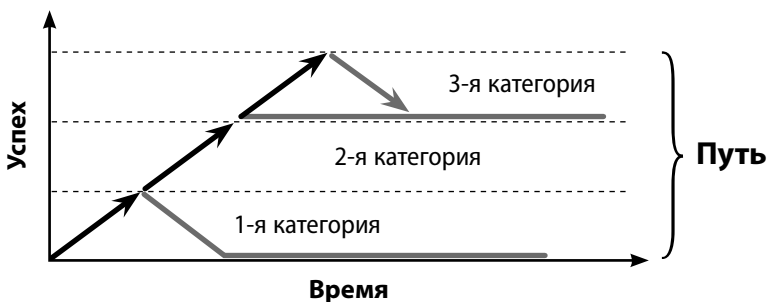 Успех
3-я категория
2-я категория
Путь
1-я категория
Время